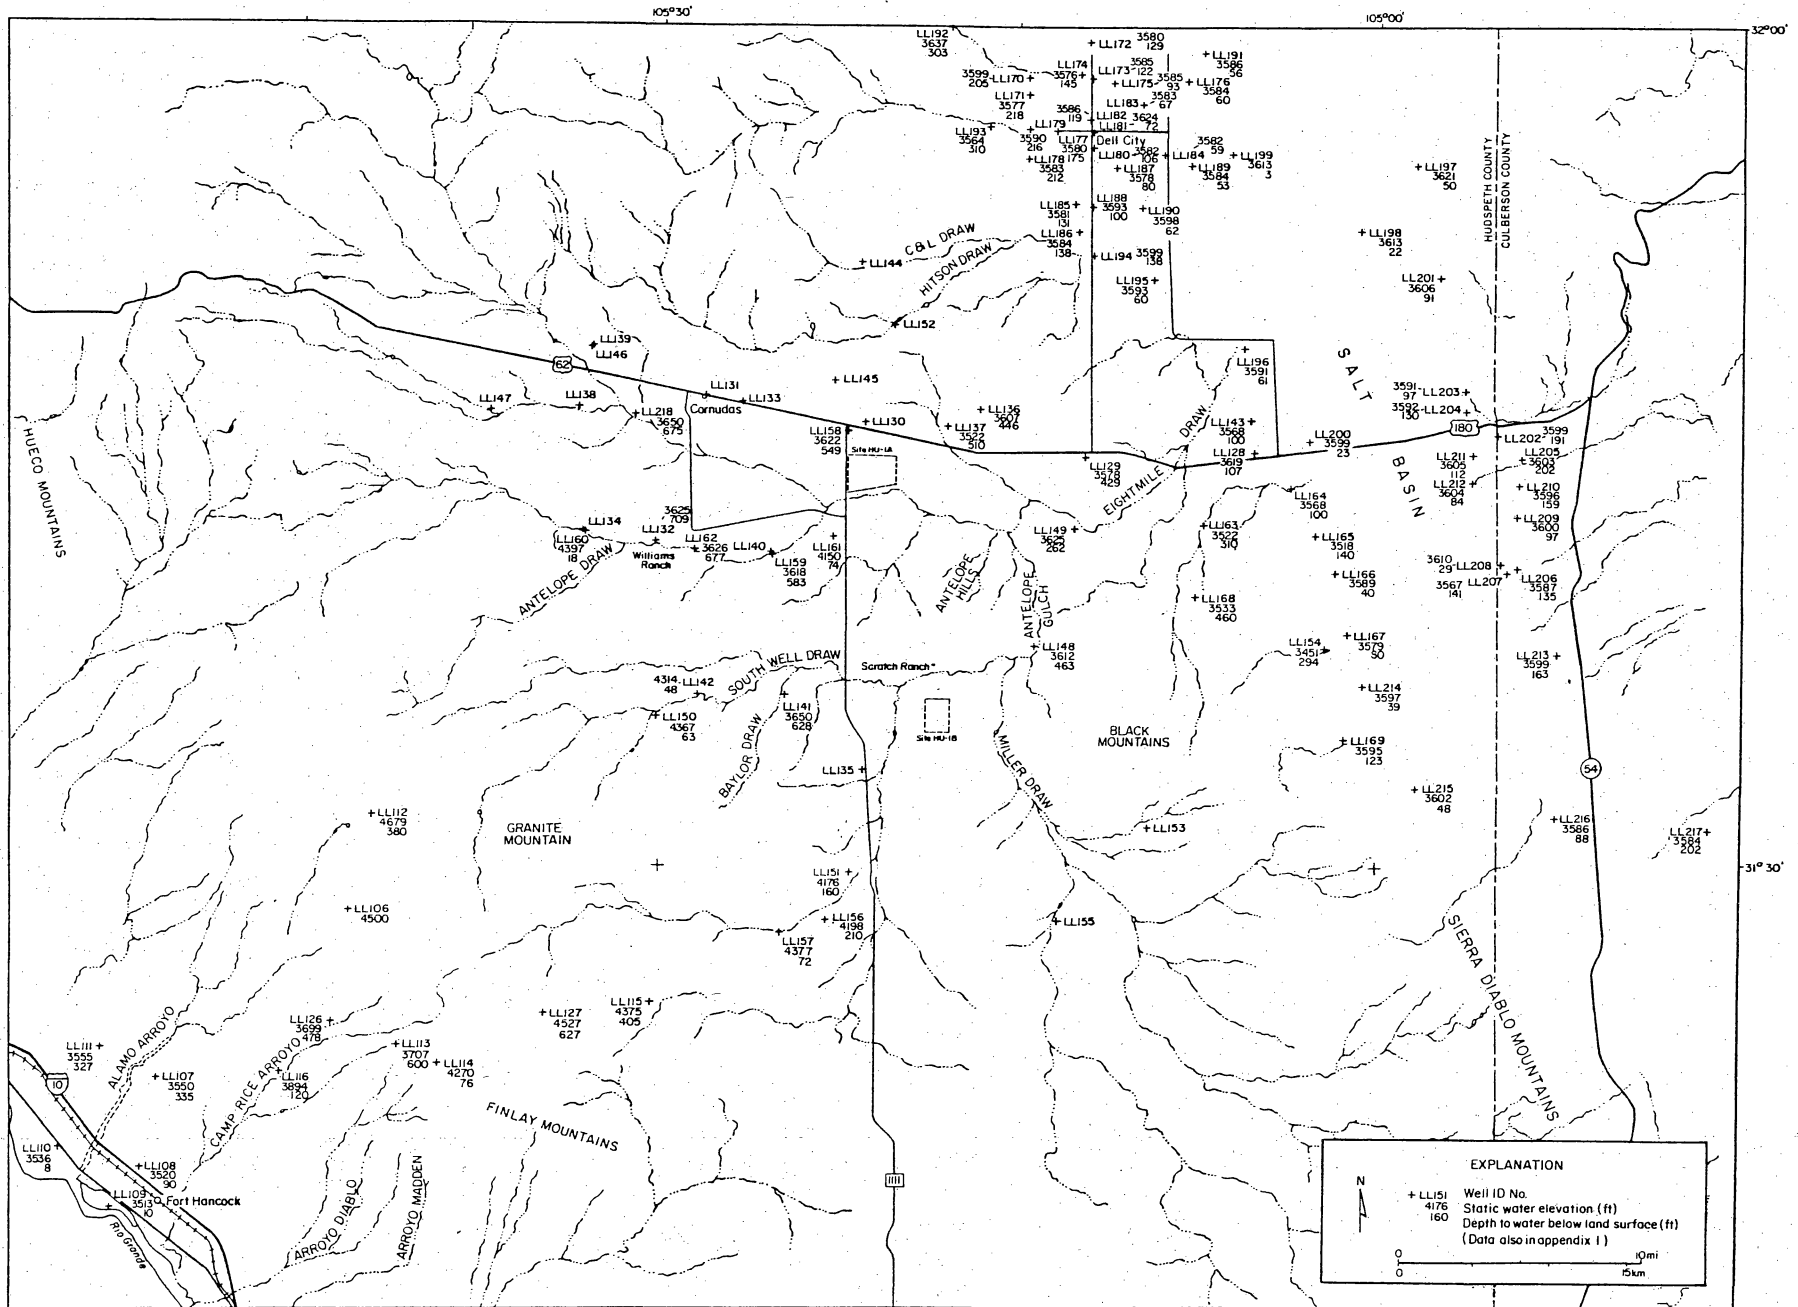 105°30'
105°00'
32°00'
LL192
3637
303
LL172
3580
129
LL191
3586
56
LL174
3576
145
LL173
3585
122
3599
205
LL170
LL175
3585
93
LL176
3584
60
LL171
3577
218
LL183
3583
67
3586
119
LL182
3624
72
LL181
LL193
3564
310
LL179
3590
216
LL177
3580
175
Dell City
LL180
3582
106
LL184
3582
59
LL199
3613
3
LL178
3583
212
LL187
3578
80
LL189
3584
53
LL197
3621
50
HUDSPETH COUNTY
CULBERSON COUNTY
LL185
3581
131
LL188
3593
100
LL190
3598
62
LL186
3584
138
LL198
3613
22
C&L DRAW
HITSON DRAW
LL144
LL194
3599
138
LL195
3593
60
LL201
3606
91
LL152
LL139
LL146
62
LL196
3591
61
SALT
BASIN
LL131
Cornudas
LL133
LL145
LL147
LL138
LL218
3650
675
LL136
3607
446
LL130
LL137
3522
510
LL158
3622
549
Site HU-1A
LL143
3568
100
DRAW
EIGHTMILE
3591
97
LL203
3592
130
LL204
180
LL200
3599
23
LL202
3599
191
LL128
3619
107
LL129
3578
429
LL211
3605
112
LL205
3603
202
LL212
3604
84
LL210
3596
159
HUECO MOUNTAINS
LL164
3568
100
LL209
3600
97
LL134
LL160
4397
18
3625
709
LL132
Williams
Ranch
LL162
3626
677
LL140
LL159
3618
583
LL161
4150
74
LL149
3625
262
LL163
3522
310
LL165
3518
140
ANTELOPE DRAW
ANTELOPE
HILLS
ANTELOPE
GULCH
LL166
3589
40
3610
29
LL208
3567
141
LL207
LL206
3587
135
LL168
3533
460
LL154
3451
294
LL167
3579
50
LL148
3612
463
LL213
3599
163
SOUTH WELL DRAW
Scratch Ranch
4314
48
LL142
LL141
3650
628
LL150
4367
63
LL214
3597
39
BAYLOR DRAW
Site HU-1B
BLACK
MOUNTAINS
LL169
3595
123
MILLER DRAW
LL135
54
LL215
3602
48
LL112
4679
380
GRANITE
MOUNTAIN
LL153
LL216
3586
88
LL217
3584
202
31°30'
LL151
4176
160
LL106
4500
LL156
4198
210
LL155
LL157
4377
72
SIERRA DIABLO MOUNTAINS
LL115
4375
405
LL127
4527
627
LL126
3699
478
ALAMO ARROYO
CAMP RICE ARROYO
LL111
3555
327
LL113
3707
600
LL114
4270
76
10
LL107
3550
335
LL116
3894
120
FINLAY MOUNTAINS
LL110
3536
8
LL108
3520
90
LL109
3513
10
Fort Hancock
Rio Grande
ARROYO DIABLO
ARROYO MADDEN
1111
EXPLANATION
N
LL151 Well ID No.
4176 Static water elevation (ft)
160 Depth to water below land surface (ft)
(Data also in appendix 1)
0 10mi
0 15km